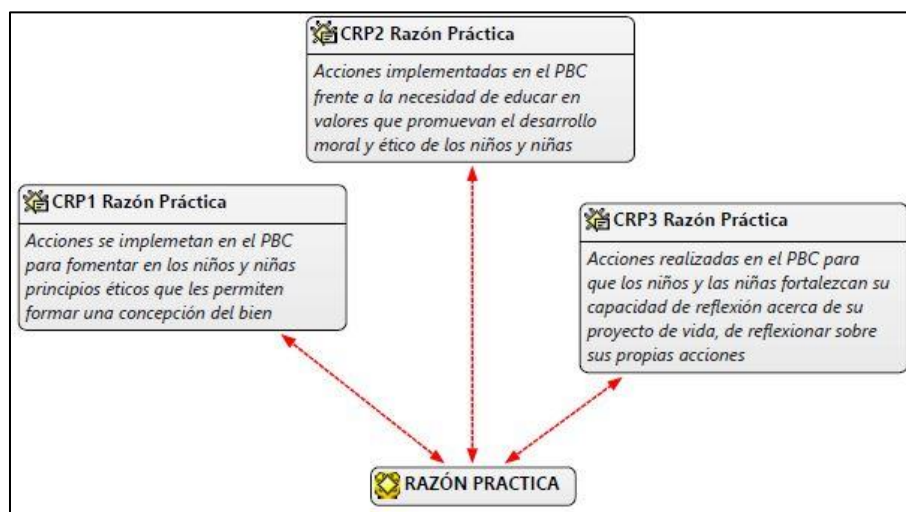 CRP2 Razón Práctica
Acciones implementadas en el PBC
frente a la necesidad de educar en
valores que promuevan el desarrollo
moral y ético de los niños y niñas
CRP1 Razón Práctica
Acciones se implemetan en el PBC
para fomentar en los niños y niñas
principios éticos que les permiten
formar una concepción del bien
CRP3 Razón Práctica
Acciones realizadas en el PBC para
que los niños y las niñas fortalezcan su
capacidad de reflexión acerca de su
proyecto de vida, de reflexionar sobre
sus propias acciones
RAZÓN PRACTICA